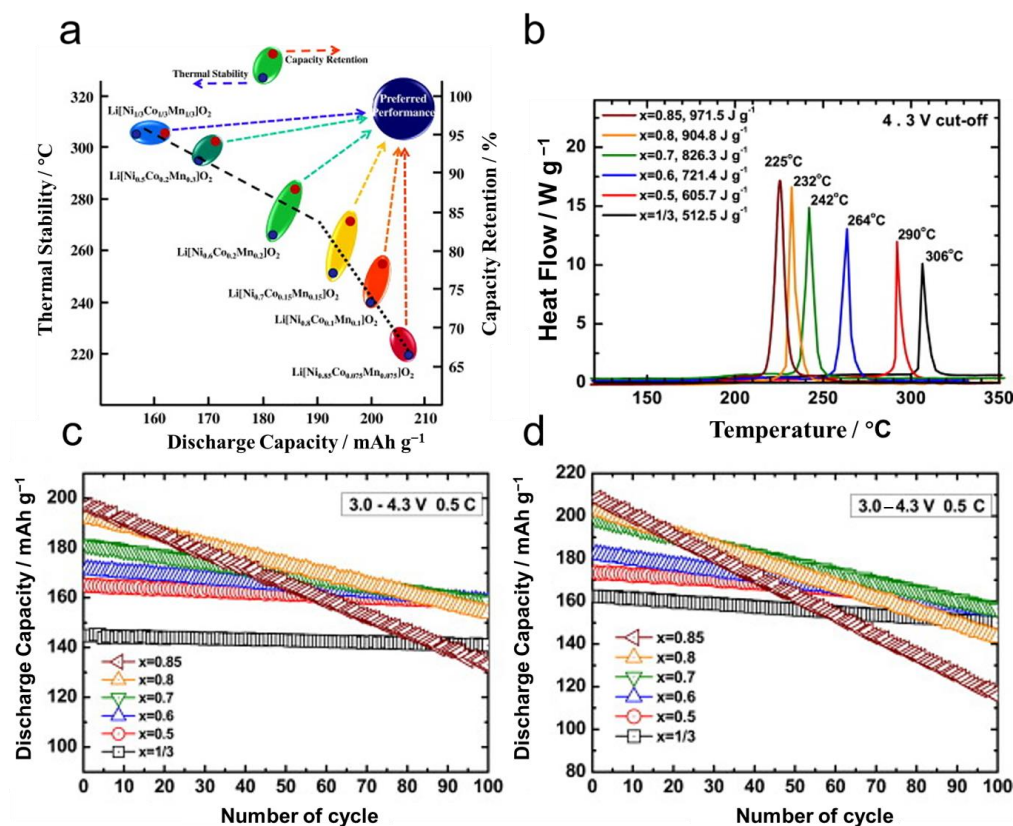 a
Thermal Stability
Capacity Retention
Preferred
Performance
Li[Ni1/3Co1/3Mn1/3]O2
Li[Ni0.5Co0.2Mn0.3]O2
Li[Ni0.6Co0.2Mn0.2]O2
Li[Ni0.7Co0.15Mn0.15]O2
Li[Ni0.8Co0.1Mn0.1]O2
Li[Ni0.85Co0.075Mn0.075]O2
320
300
280
260
240
220
Thermal Stability / °C
100
95
90
85
80
75
70
65
Capacity Retention / %
160 170 180 190 200 210
Discharge Capacity / mAh g⁻¹
b
x=0.85, 971.5 J g⁻¹
x=0.8, 904.8 J g⁻¹
x=0.7, 826.3 J g⁻¹
x=0.6, 721.4 J g⁻¹
x=0.5, 605.7 J g⁻¹
x=1/3, 512.5 J g⁻¹
4 . 3 V cut-off
225°C
232°C
242°C
264°C
290°C
306°C
25
20
15
10
5
0
Heat Flow / W g⁻¹
150 200 250 300 350
Temperature / °C
c
3.0 - 4.3 V 0.5 C
200
180
160
140
130
100
Discharge Capacity / mAh g⁻¹
x=0.85
x=0.8
x=0.7
x=0.6
x=0.5
x=1/3
0 10 20 30 40 50 60 70 80 90 100
Number of cycle
d
3.0 – 4.3 V 0.5 C
220
200
180
160
150
120
100
80
Discharge Capacity / mAh g⁻¹
x=0.85
x=0.8
x=0.7
x=0.6
x=0.5
x=1/3
0 10 20 30 40 50 60 70 80 90 100
Number of cycle